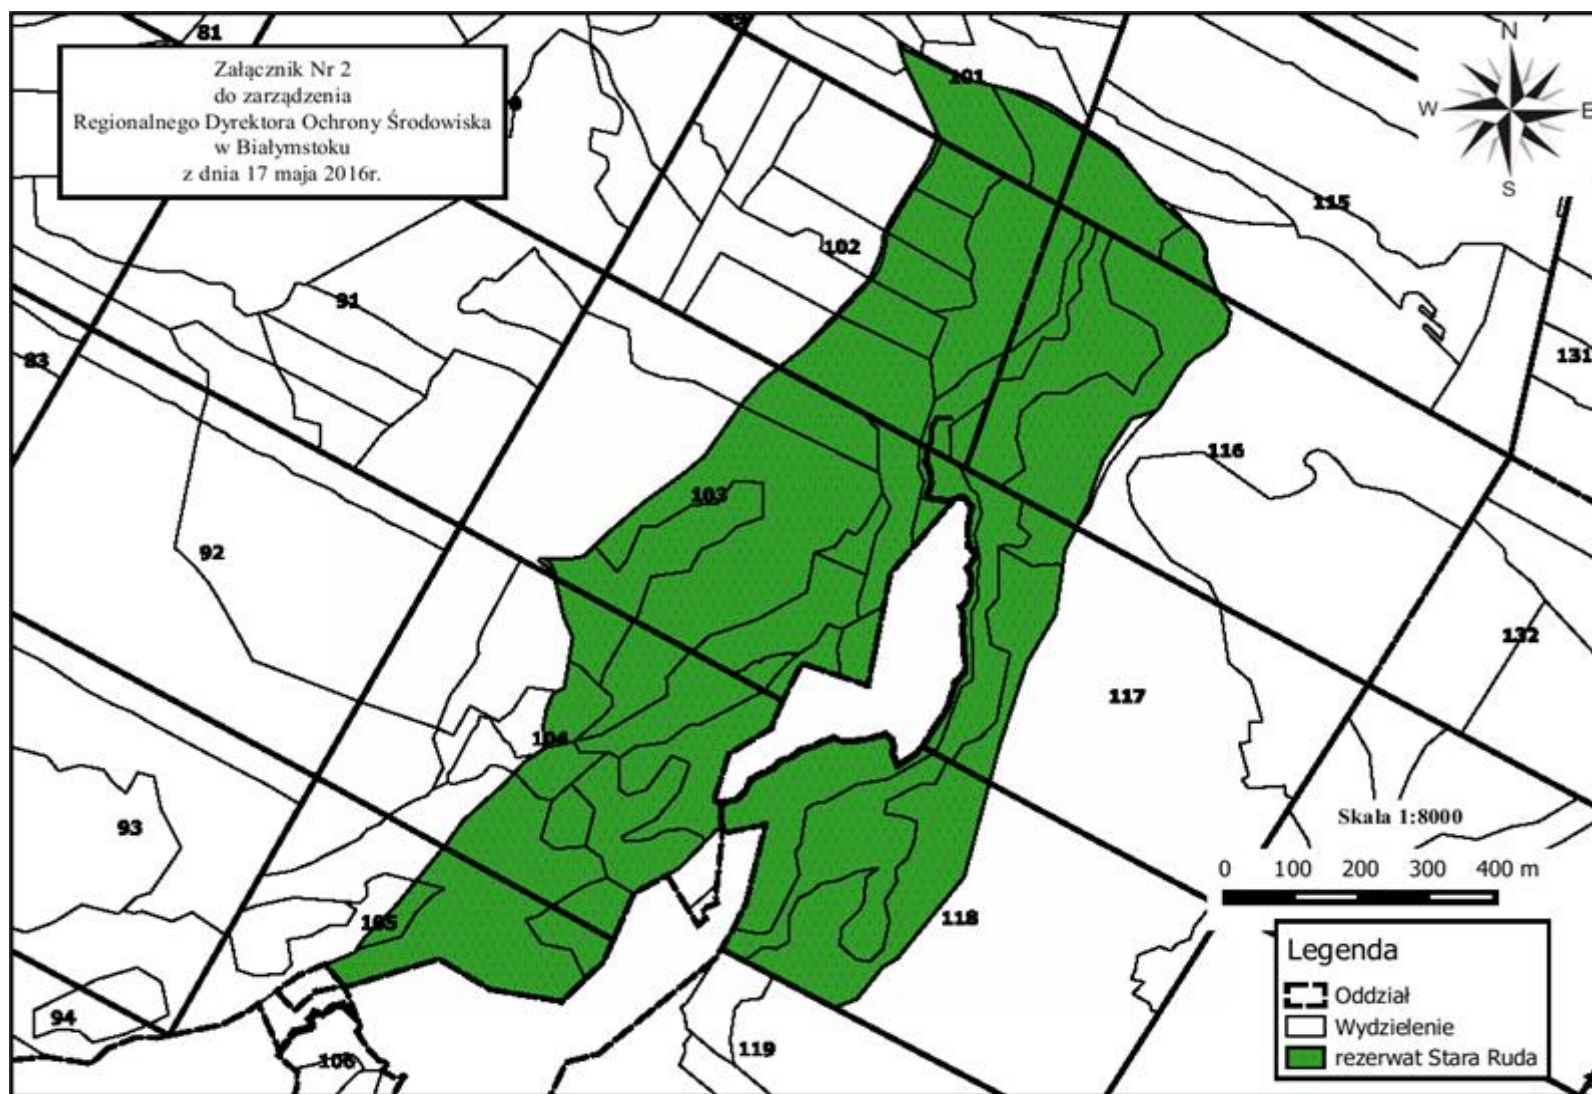 81
Załącznik Nr 2
do zarządzenia
Regionalnego Dyrektora Ochrony Środowiska
w Białymstoku
z dnia 17 maja 2016r.
101
N
W
E
S
115
102
91
83
131
116
103
92
132
117
104
93
Skala 1:8000
0 100 200 300 400 m
105
118
94
106
119
Legenda
Oddział
Wydzielenie
rezerwat Stara Ruda